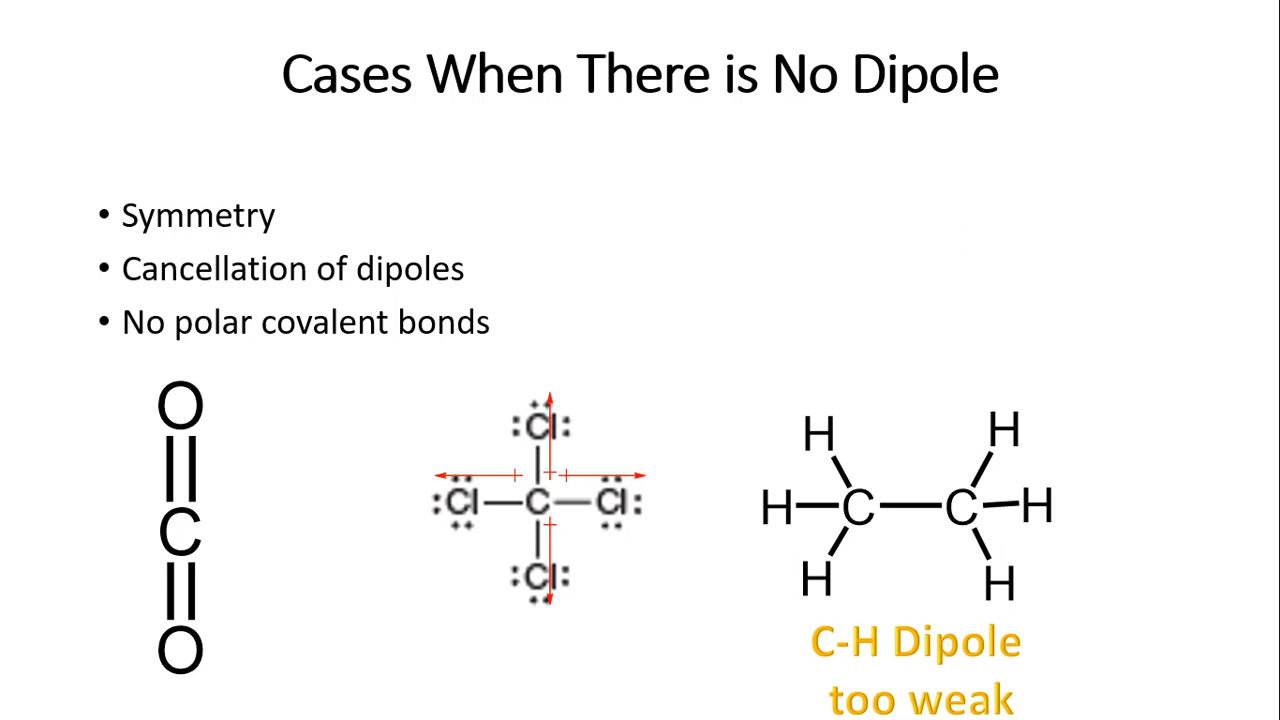 Cases When There is No Dipole
• Symmetry
• Cancellation of dipoles
• No polar covalent bonds
O
C
O
:Cl:
:Cl—C—Cl:
:Cl:
H H
H C C H
H H
C-H Dipole
too weak